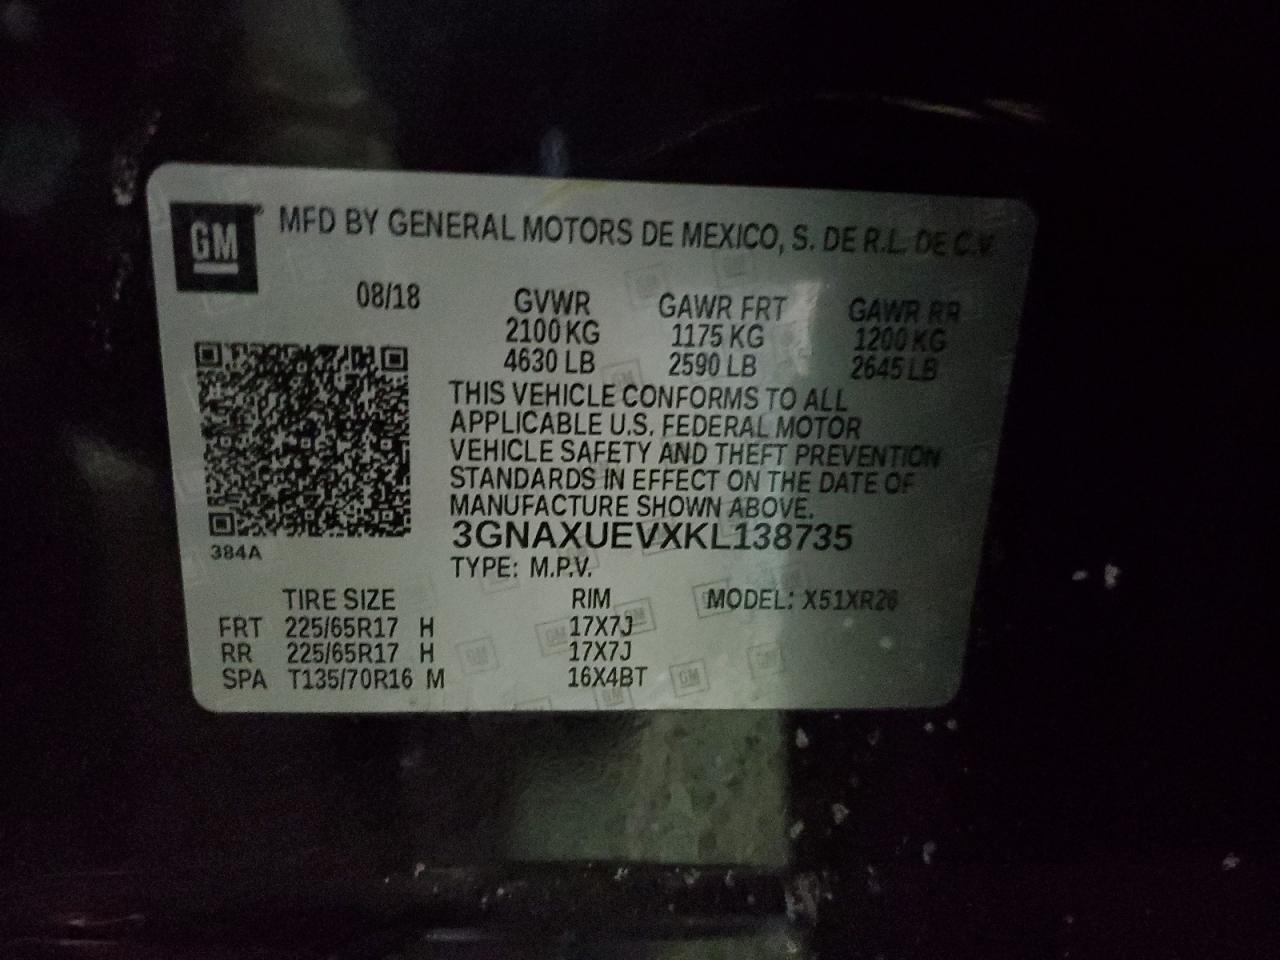 GM® MFD BY GENERAL MOTORS DE MEXICO, S. DE R.L. DE C.V.
08/18 GVWR GAWR FRT GAWR RR
2100 KG 1175 KG 1200 KG
4630 LB 2590 LB 2645 LB
THIS VEHICLE CONFORMS TO ALL
APPLICABLE U.S. FEDERAL MOTOR
VEHICLE SAFETY AND THEFT PREVENTION
STANDARDS IN EFFECT ON THE DATE OF
MANUFACTURE SHOWN ABOVE.
3GNAXUEVXKL138735
384A
TYPE: M.P.V.
TIRE SIZE RIM MODEL: X51XR26
FRT 225/65R17 H 17X7J
RR 225/65R17 H 17X7J
SPA T135/70R16 M 16X4BT